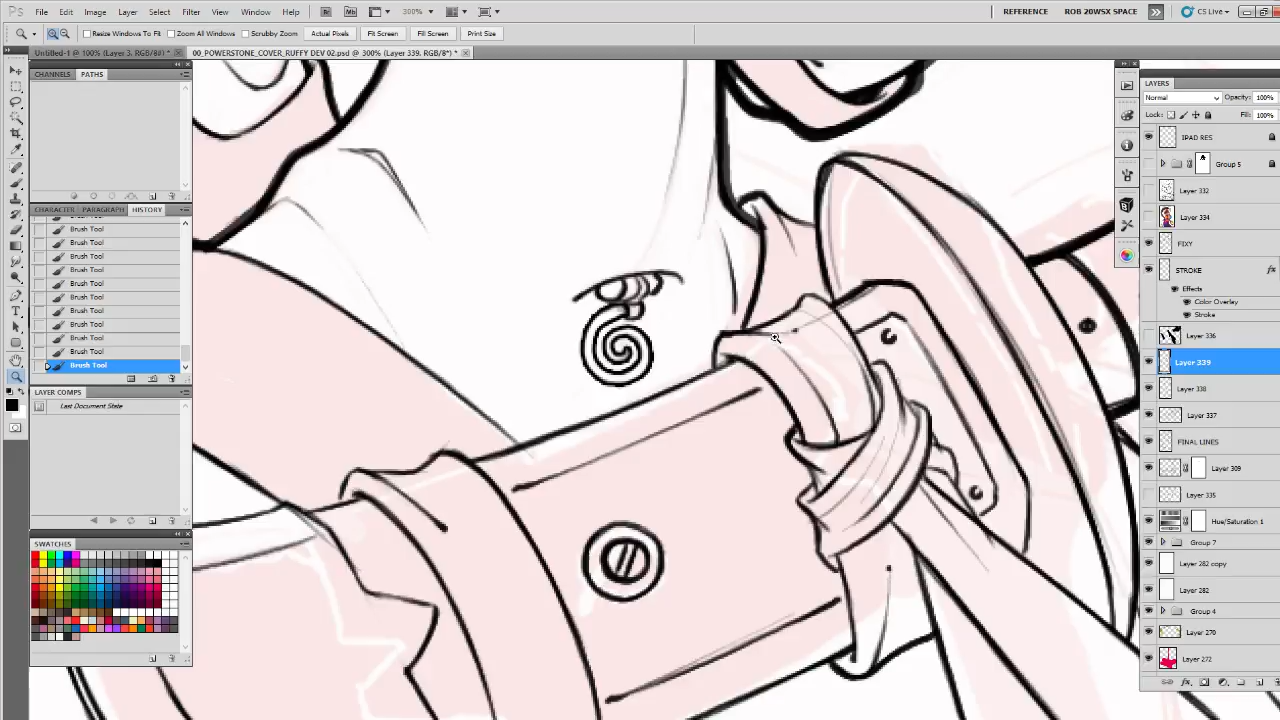 Ps File Edit Image Layer Select Filter View Window Help Br Mb 300% REFERENCE ROB 20WSX SPACE CS Live
Resize Windows To Fit Zoom All Windows Scrubby Zoom Actual Pixels Fit Screen Fill Screen Print Size
Untitled-1 @ 100% (Layer 3, RGB/8#) * 00_POWERSTONE_COVER_RUFFY DEV 02.psd @ 300% (Layer 339, RGB/8*) *
CHANNELS PATHS
CHARACTER PARAGRAPH HISTORY
Brush Tool
Brush Tool
Brush Tool
Brush Tool
Brush Tool
Brush Tool
Brush Tool
Brush Tool
Brush Tool
Brush Tool
Brush Tool
LAYER COMPS
Last Document State
SWATCHES
LAYERS
Normal Opacity: 100%
Lock: Fill: 100%
IPAD RES
Group 5
Layer 332
Layer 334
FIXY
STROKE fx
Effects
Color Overlay
Stroke
Layer 336
Layer 339
Layer 338
Layer 337
FINAL LINES
Layer 309
Layer 335
Hue/Saturation 1
Group 7
Layer 282 copy
Layer 282
Group 4
Layer 270
Layer 272